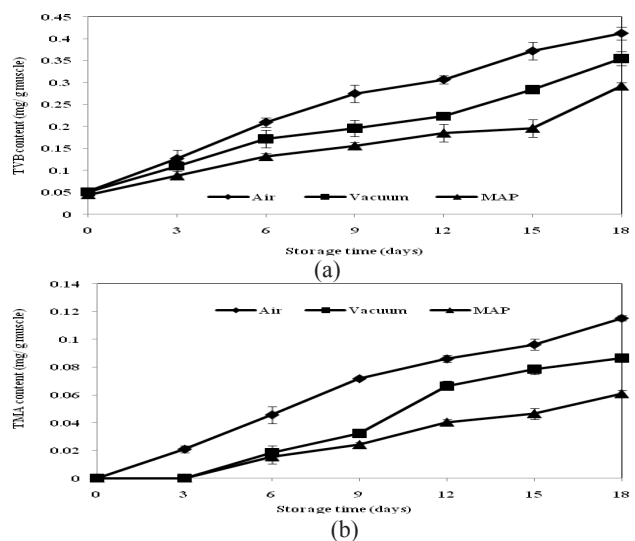 0.45
0.4
0.35
0.3
0.25
0.2
0.15
0.1
0.05
0
TVB content (mg/ g muscle)
Air Vacuum MAP
0 3 6 9 12 15 18
Storage time (days)
(a)
0.14
0.12
0.1
0.08
0.06
0.04
0.02
0
TMA content (mg/ g muscle)
Air Vacuum MAP
0 3 6 9 12 15 18
Storage time (days)
(b)